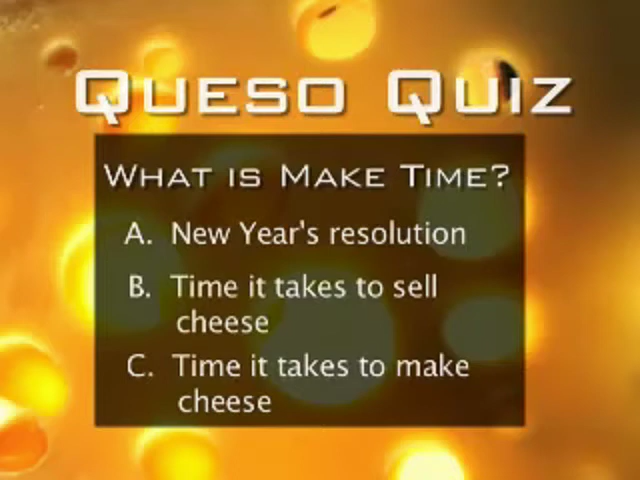 Queso Quiz
What is Make Time?
A. New Year's resolution
B. Time it takes to sell
cheese
C. Time it takes to make
cheese